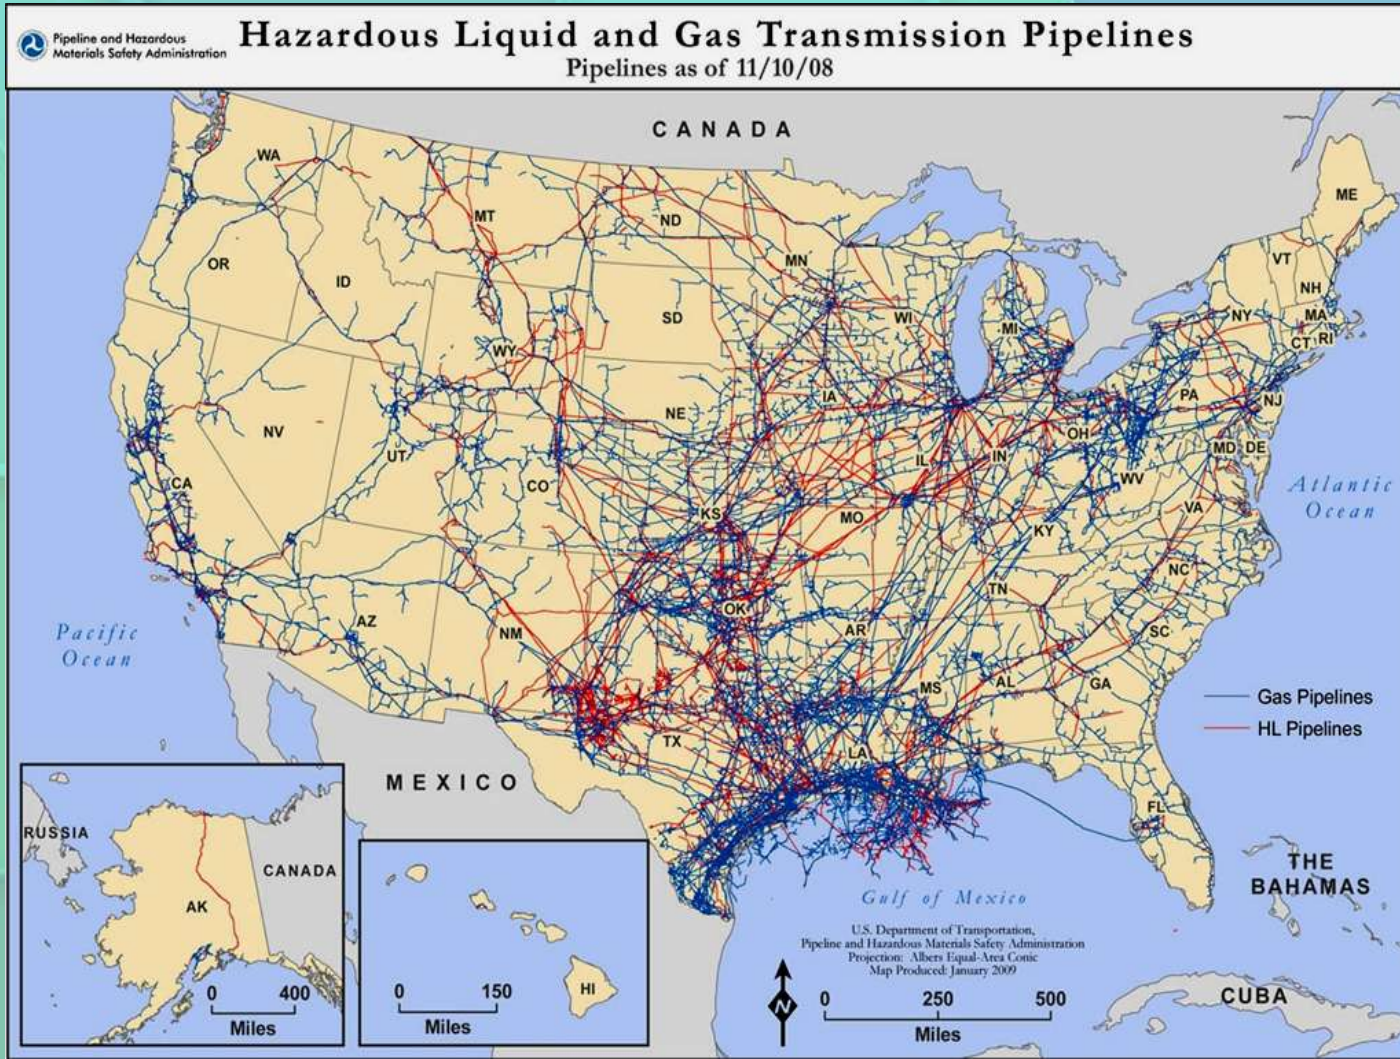 Pipeline and Hazardous
Materials Safety Administration
Hazardous Liquid and Gas Transmission Pipelines
Pipelines as of 11/10/08
CANADA
WA
MT
ND
ME
OR
ID
MN
VT
NH
SD
WI
MI
NY
MA
CT
RI
WY
NE
IA
PA
NJ
NV
OH
UT
IL
IN
MD
DE
CA
CO
WV
Atlantic
Ocean
KS
MO
KY
VA
NC
TN
OK
AZ
NM
AR
SC
Pacific
Ocean
MS
AL
GA
Gas Pipelines
HL Pipelines
TX
LA
MEXICO
FL
RUSSIA
CANADA
AK
THE
BAHAMAS
Gulf of Mexico
U.S. Department of Transportation,
Pipeline and Hazardous Materials Safety Administration
Projection: Albers Equal-Area Conic
Map Produced: January 2009
HI
0 400
Miles
0 150
Miles
N
0 250 500
Miles
CUBA